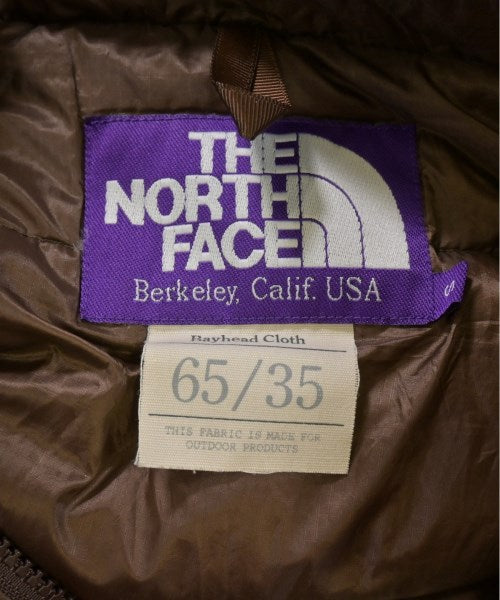 THE
NORTH
FACE
Berkeley, Calif. USA
S
Bayhead Cloth
65/35
THIS FABRIC IS MADE FOR
OUTDOOR PRODUCTS